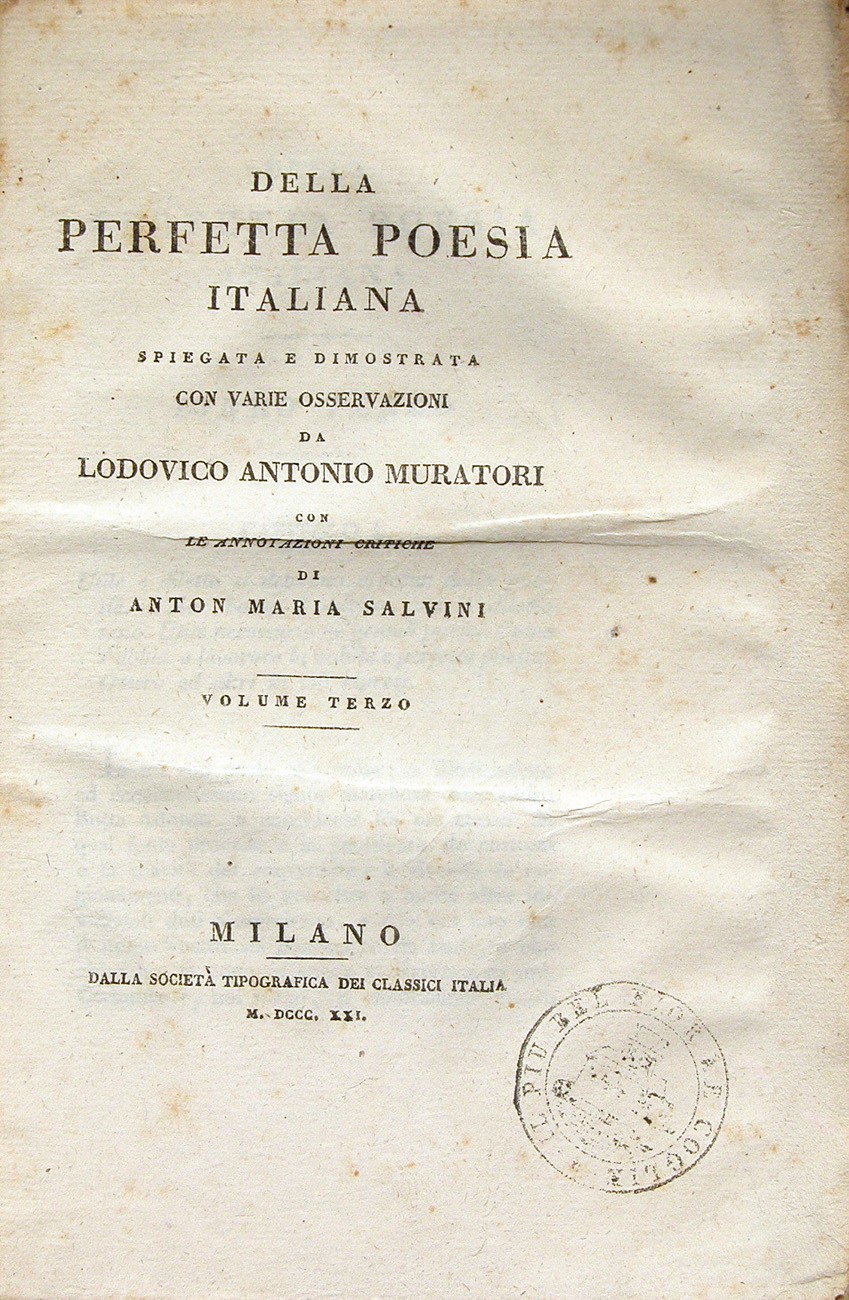 DELLA
PERFETTA POESIA
ITALIANA
SPIEGATA E DIMOSTRATA
CON VARIE OSSERVAZIONI
DA
LODOVICO ANTONIO MURATORI
CON
LE ANNOTAZIONI CRITICHE
DI
ANTON MARIA SALVINI
VOLUME TERZO
MILANO
DALLA SOCIETÀ TIPOGRAFICA DEI CLASSICI ITALIA
M. DCCC. XXI.
IL PIU BEL FIOR NE COGLIE